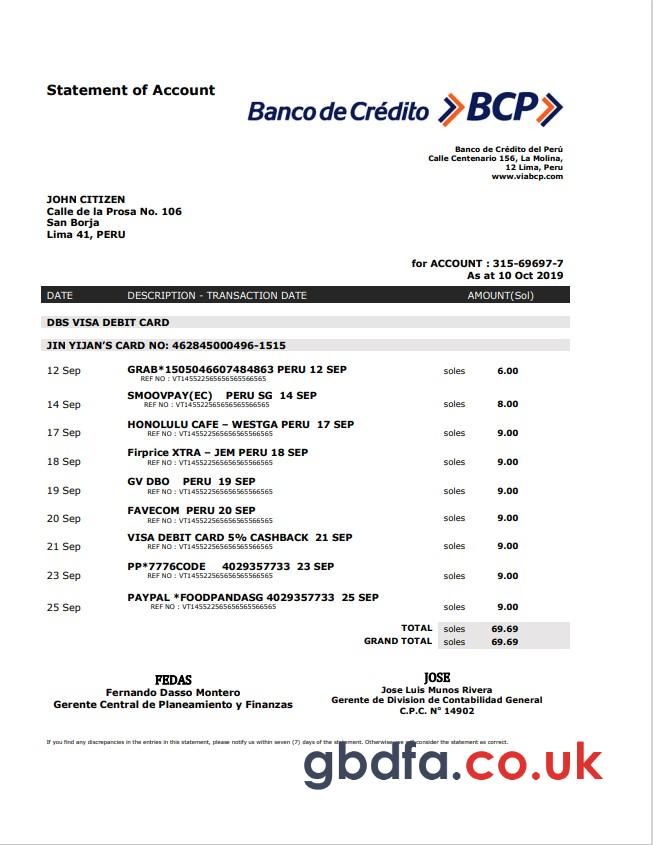 Statement of Account
Banco de Crédito BCP
Banco de Crédito del Perú
Calle Centenario 156, La Molina,
12 Lima, Peru
www.viabcp.com
JOHN CITIZEN
Calle de la Prosa No. 106
San Borja
Lima 41, PERU
for ACCOUNT : 315-69697-7
As at 10 Oct 2019
DATE DESCRIPTION - TRANSACTION DATE AMOUNT(Sol)
DBS VISA DEBIT CARD
JIN YIJAN'S CARD NO: 462845000496-1515
12 Sep GRAB*1505046607484863 PERU 12 SEP soles 6.00
REF NO : VT145522565656565566565
14 Sep SMOOVPAY(EC) PERU SG 14 SEP soles 8.00
REF NO : VT145522565656565566565
17 Sep HONOLULU CAFE – WESTGA PERU 17 SEP soles 9.00
REF NO : VT145522565656565566565
18 Sep Firprice XTRA – JEM PERU 18 SEP soles 9.00
REF NO : VT145522565656565566565
19 Sep GV DBO PERU 19 SEP soles 9.00
REF NO : VT145522565656565566565
20 Sep FAVECOM PERU 20 SEP soles 9.00
REF NO : VT145522565656565566565
21 Sep VISA DEBIT CARD 5% CASHBACK 21 SEP soles 9.00
REF NO : VT145522565656565566565
23 Sep PP*7776CODE 4029357733 23 SEP soles 9.00
REF NO : VT145522565656565566565
25 Sep PAYPAL *FOODPANDASG 4029357733 25 SEP soles 9.00
REF NO : VT145522565656565566565
TOTAL soles 69.69
GRAND TOTAL soles 69.69
FEDAS
Fernando Dasso Montero
Gerente Central de Planeamiento y Finanzas
JOSE
Jose Luis Munos Rivera
Gerente de Division de Contabilidad General
C.P.C. N° 14902
If you find any discrepancies in the entries in this statement, please notify us within seven (7) days of the statement. Otherwise, we will consider the statement as correct.
gbdfa.co.uk